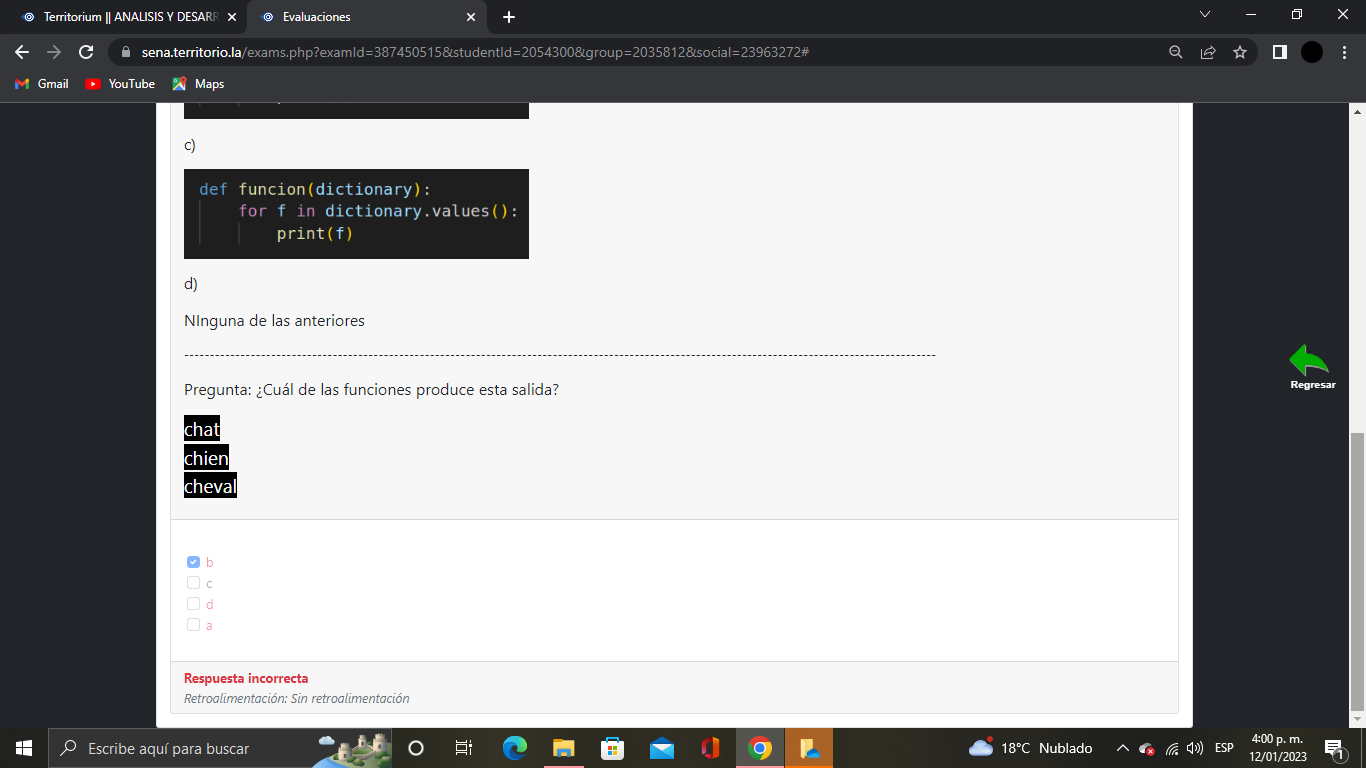 Territorium || ANALISIS Y DESARR
Evaluaciones
sena.territorio.la/exams.php?examId=387450515&studentId=2054300&group=2035812&social=23963272#
Gmail
YouTube
Maps
c)
def funcion(dictionary):
for f in dictionary.values():
print(f)
d)
NInguna de las anteriores
Regresar
Pregunta: ¿Cuál de las funciones produce esta salida?
chat
chien
cheval
b
c
d
a
Respuesta incorrecta
Retroalimentación: Sin retroalimentación
Escribe aquí para buscar
18°C Nublado
ESP
4:00 p. m.
12/01/2023
1